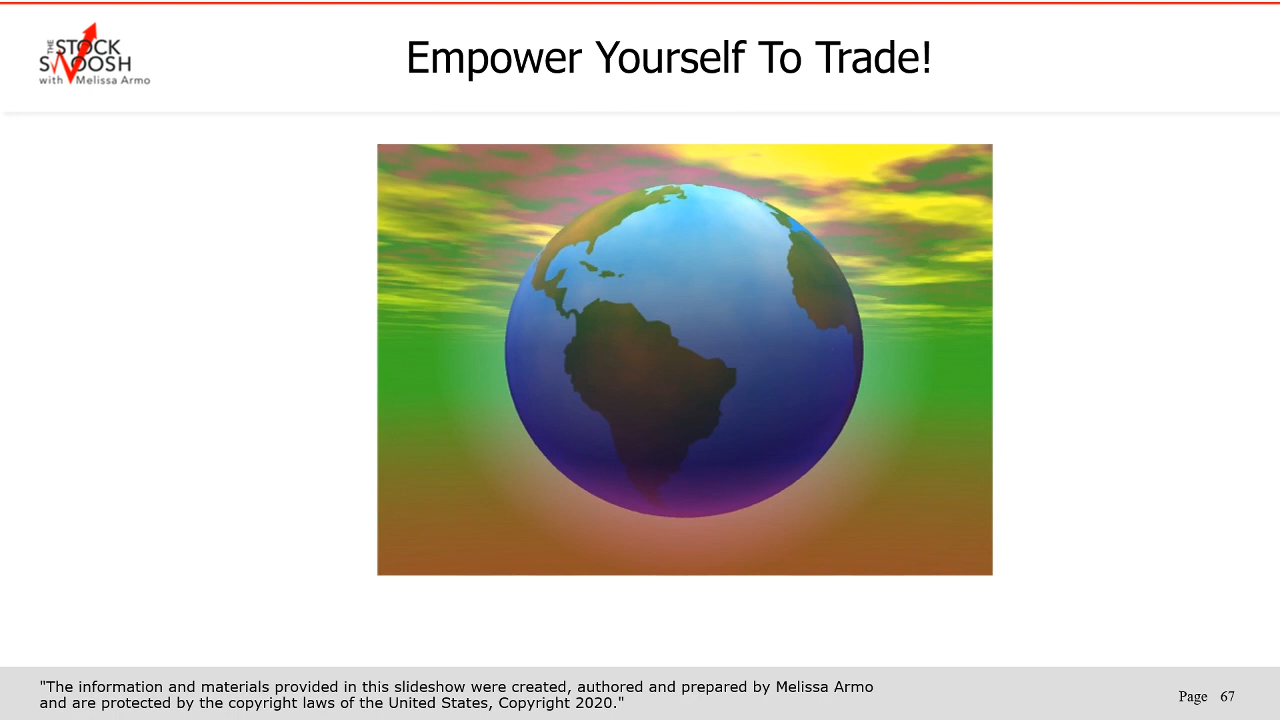 THE
STOCK
SWOOSH
with Melissa Armo
Empower Yourself To Trade!
"The information and materials provided in this slideshow were created, authored and prepared by Melissa Armo
and are protected by the copyright laws of the United States, Copyright 2020."
Page 67